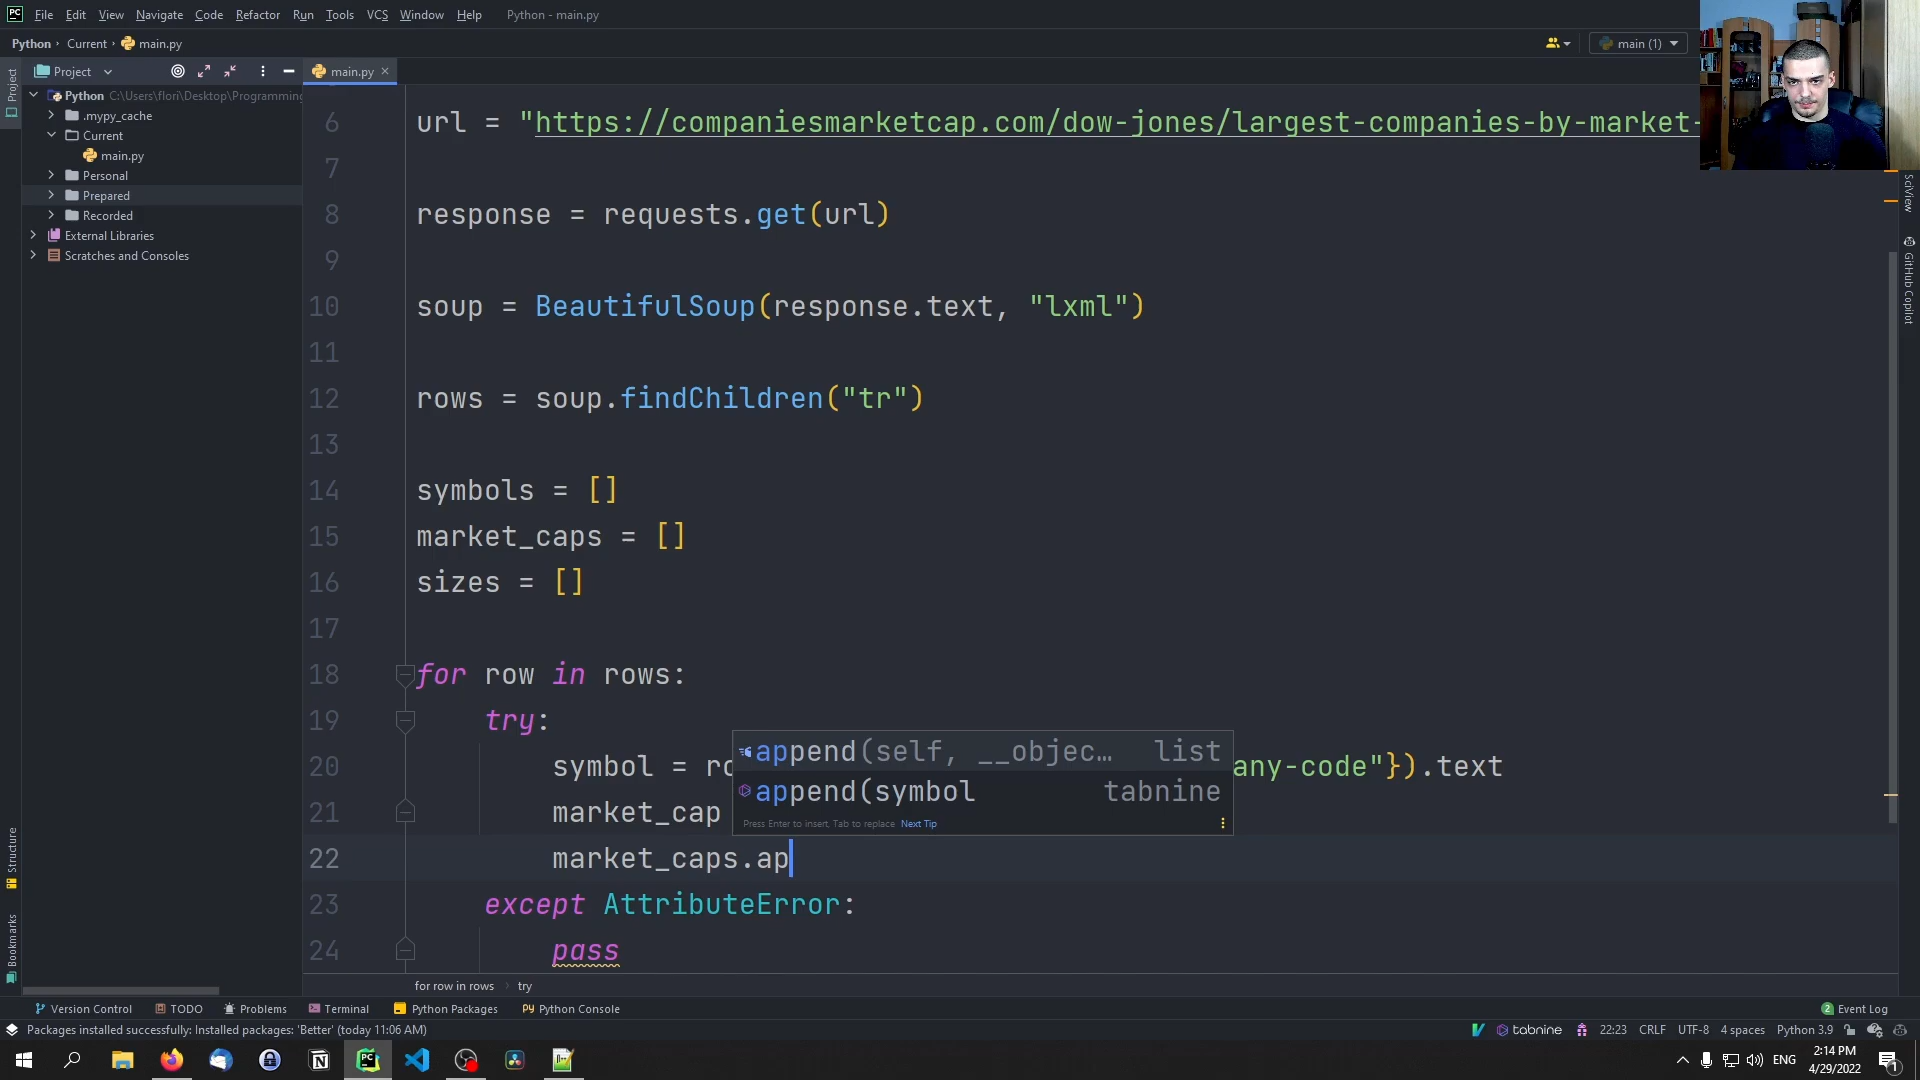 File Edit View Navigate Code Refactor Run Tools VCS Window Help Python - main.py
Python Current main.py
main (1)
Project
main.py
Python C:\Users\flori\Desktop\Programming
.mypy_cache
Current
main.py
Personal
Prepared
Recorded
External Libraries
Scratches and Consoles
Project
Structure
Bookmarks
6 url = "https://companiesmarketcap.com/dow-jones/largest-companies-by-market-
7
8 response = requests.get(url)
9
10 soup = BeautifulSoup(response.text, "lxml")
11
12 rows = soup.findChildren("tr")
13
14 symbols = []
15 market_caps = []
16 sizes = []
17
18 for row in rows:
19 try:
append(self, __objec… list
20 symbol = ro any-code"}).text
append(symbol tabnine
21 market_cap
Press Enter to insert, Tab to replace Next Tip
22 market_caps.ap
23 except AttributeError:
24 pass
for row in rows try
SciView
GitHub Copilot
Version Control TODO Problems Terminal Python Packages Python Console 2 Event Log
Packages installed successfully: Installed packages: 'Better' (today 11:06 AM) tabnine 22:23 CRLF UTF-8 4 spaces Python 3.9
ENG 2:14 PM
4/29/2022
1